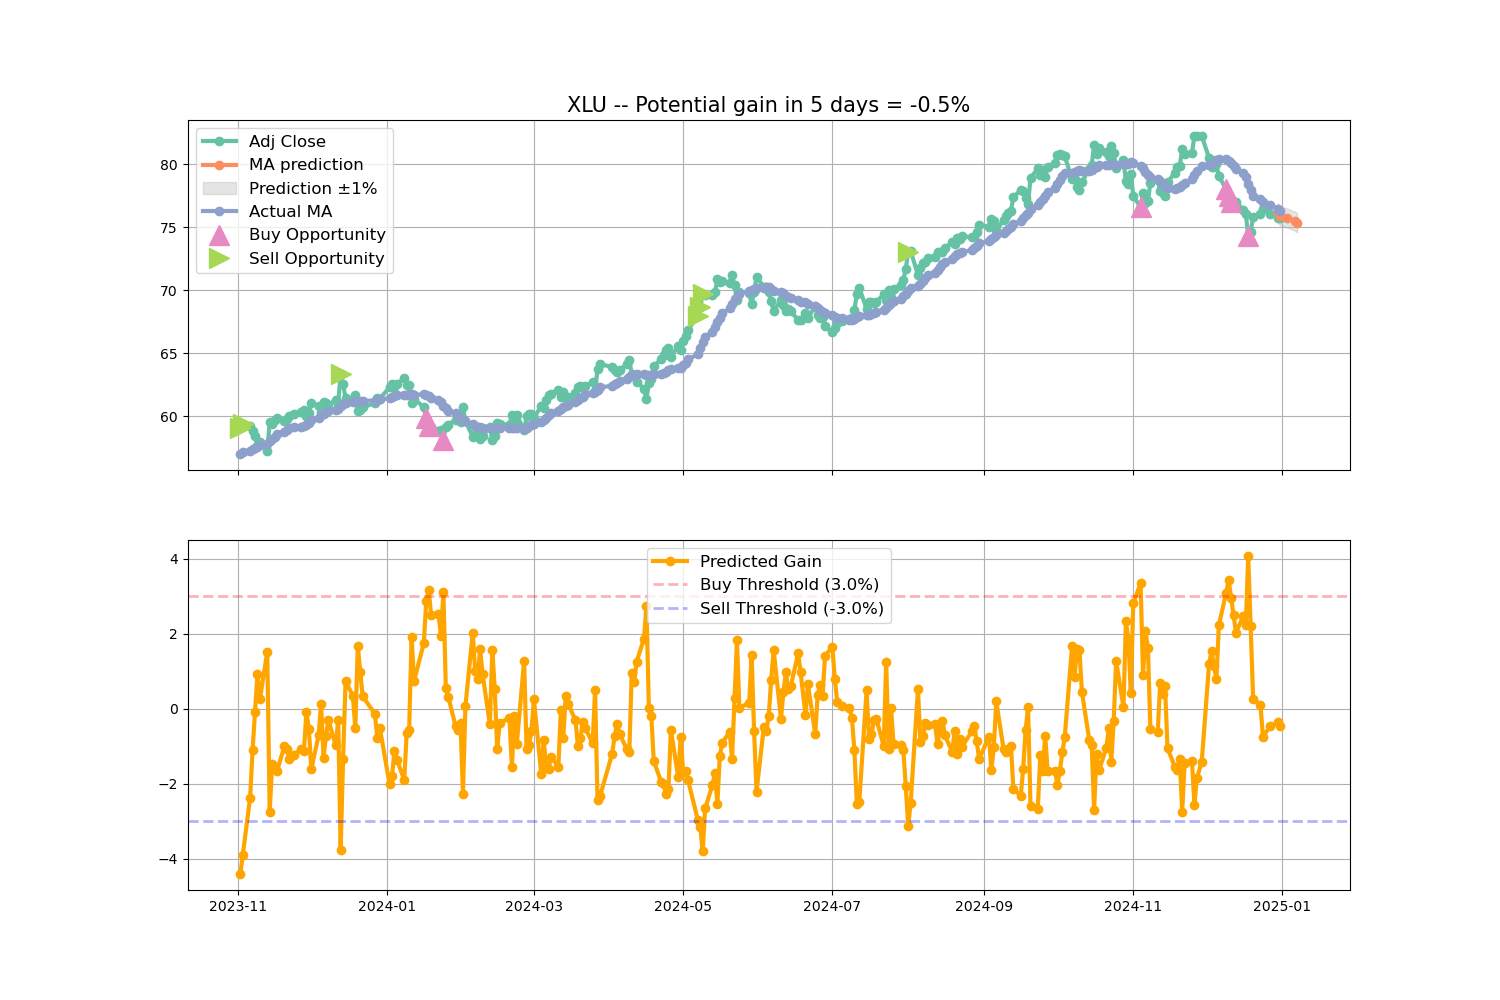 XLU -- Potential gain in 5 days = -0.5%
Adj Close
MA prediction
Prediction ±1%
Actual MA
Buy Opportunity
Sell Opportunity
80
75
70
65
60
Predicted Gain
Buy Threshold (3.0%)
Sell Threshold (-3.0%)
4
2
0
−2
−4
2023-11 2024-01 2024-03 2024-05 2024-07 2024-09 2024-11 2025-01